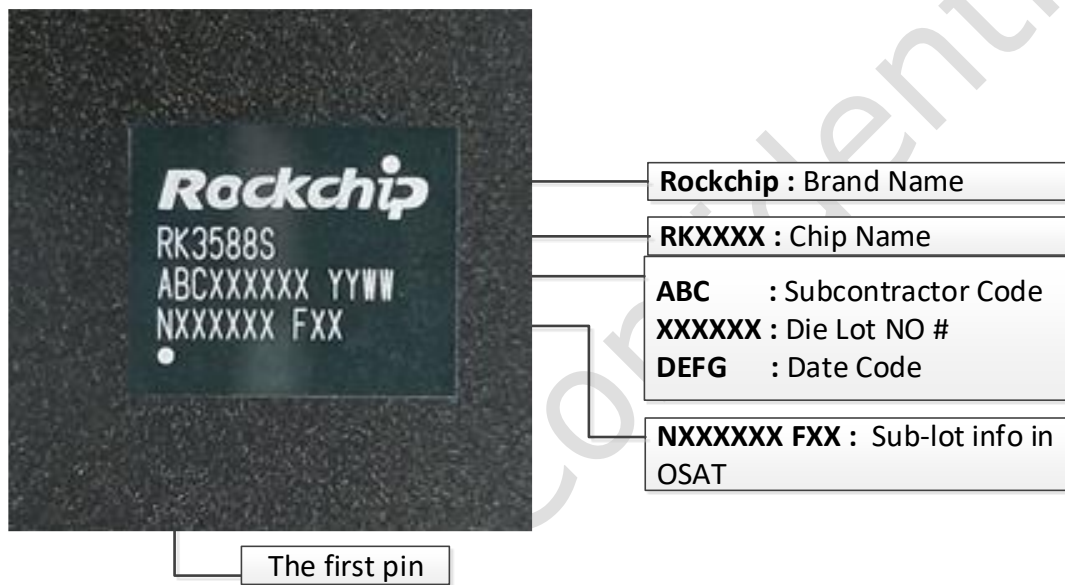 Rockchip
RK3588S
ABCXXXXXX YYWW
NXXXXXX FXX
Rockchip : Brand Name
RKXXXX : Chip Name
ABC : Subcontractor Code
XXXXXX : Die Lot NO #
DEFG : Date Code
NXXXXXX FXX : Sub-lot info in
OSAT
The first pin